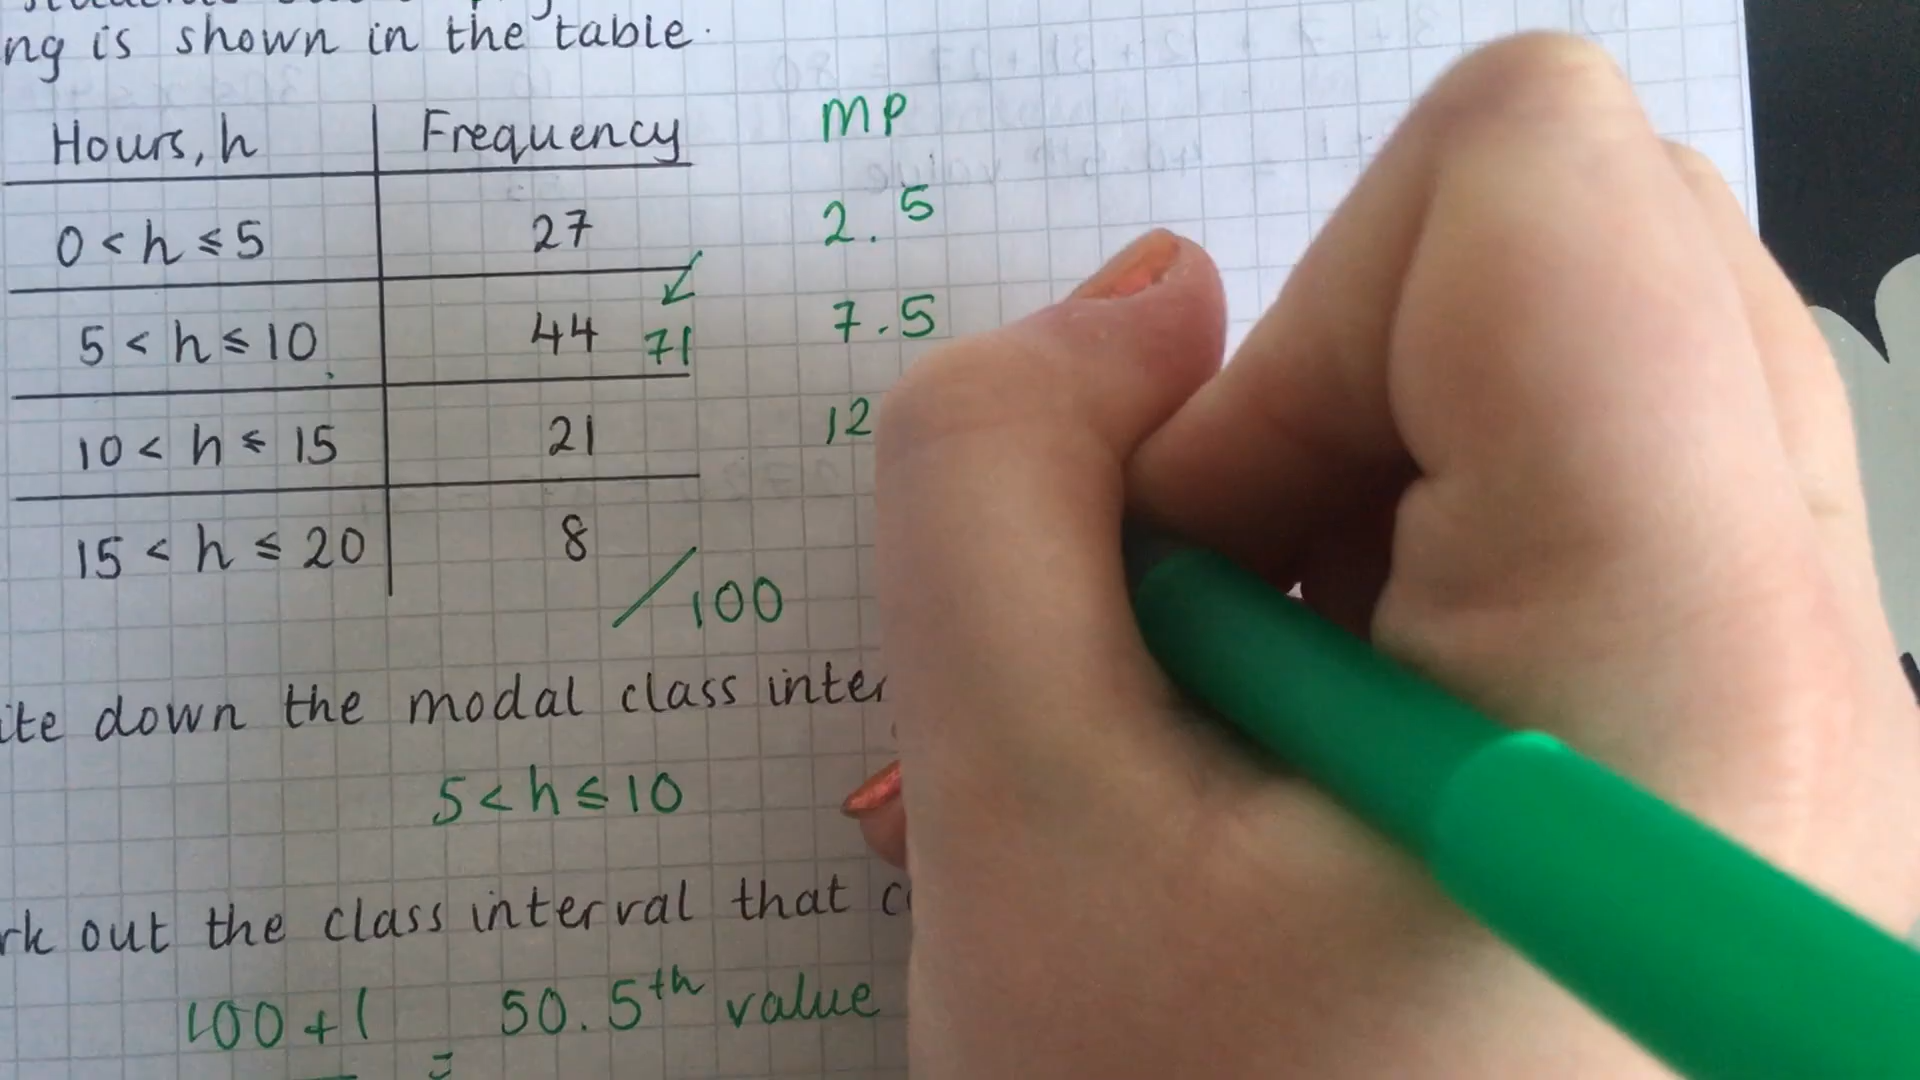 ng is shown in the table.
Hours, h Frequency MP
0 < h ≤ 5 27 2.5
5 < h ≤ 10 44 71 7.5
10 < h ≤ 15 21 12
15 < h ≤ 20 8
/100
ite down the modal class inter
5 < h ≤ 10
rk out the class interval that c
100 + 1 = 50.5th value